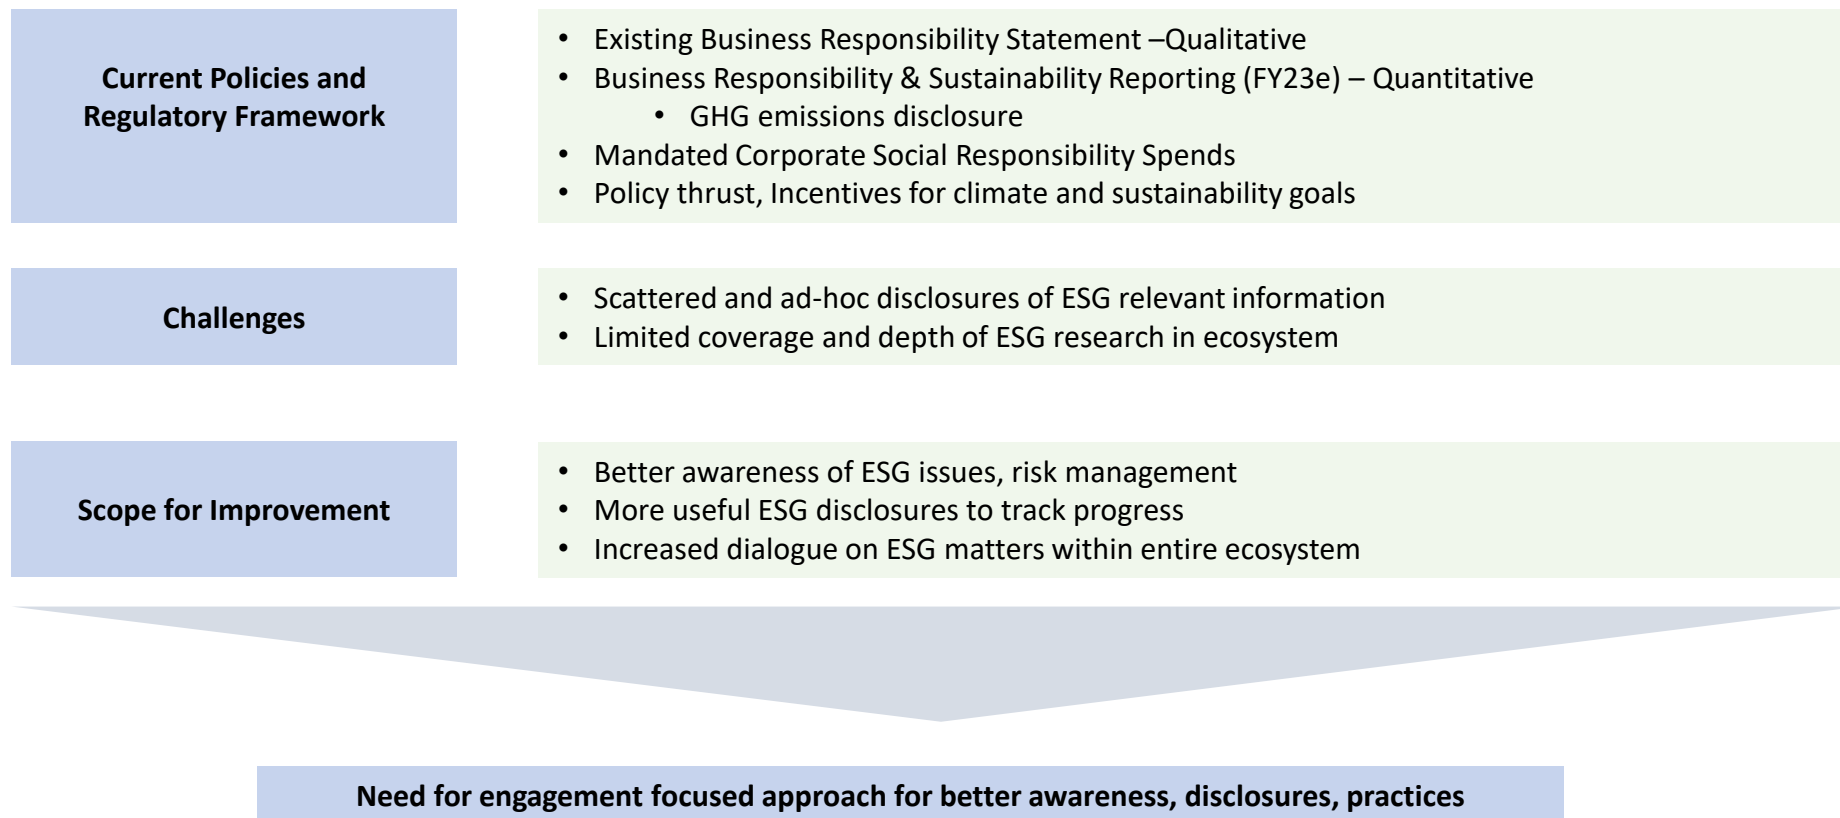 Current Policies and
Regulatory Framework
• Existing Business Responsibility Statement –Qualitative
• Business Responsibility & Sustainability Reporting (FY23e) – Quantitative
• GHG emissions disclosure
• Mandated Corporate Social Responsibility Spends
• Policy thrust, Incentives for climate and sustainability goals
Challenges
• Scattered and ad-hoc disclosures of ESG relevant information
• Limited coverage and depth of ESG research in ecosystem
Scope for Improvement
• Better awareness of ESG issues, risk management
• More useful ESG disclosures to track progress
• Increased dialogue on ESG matters within entire ecosystem
Need for engagement focused approach for better awareness, disclosures, practices